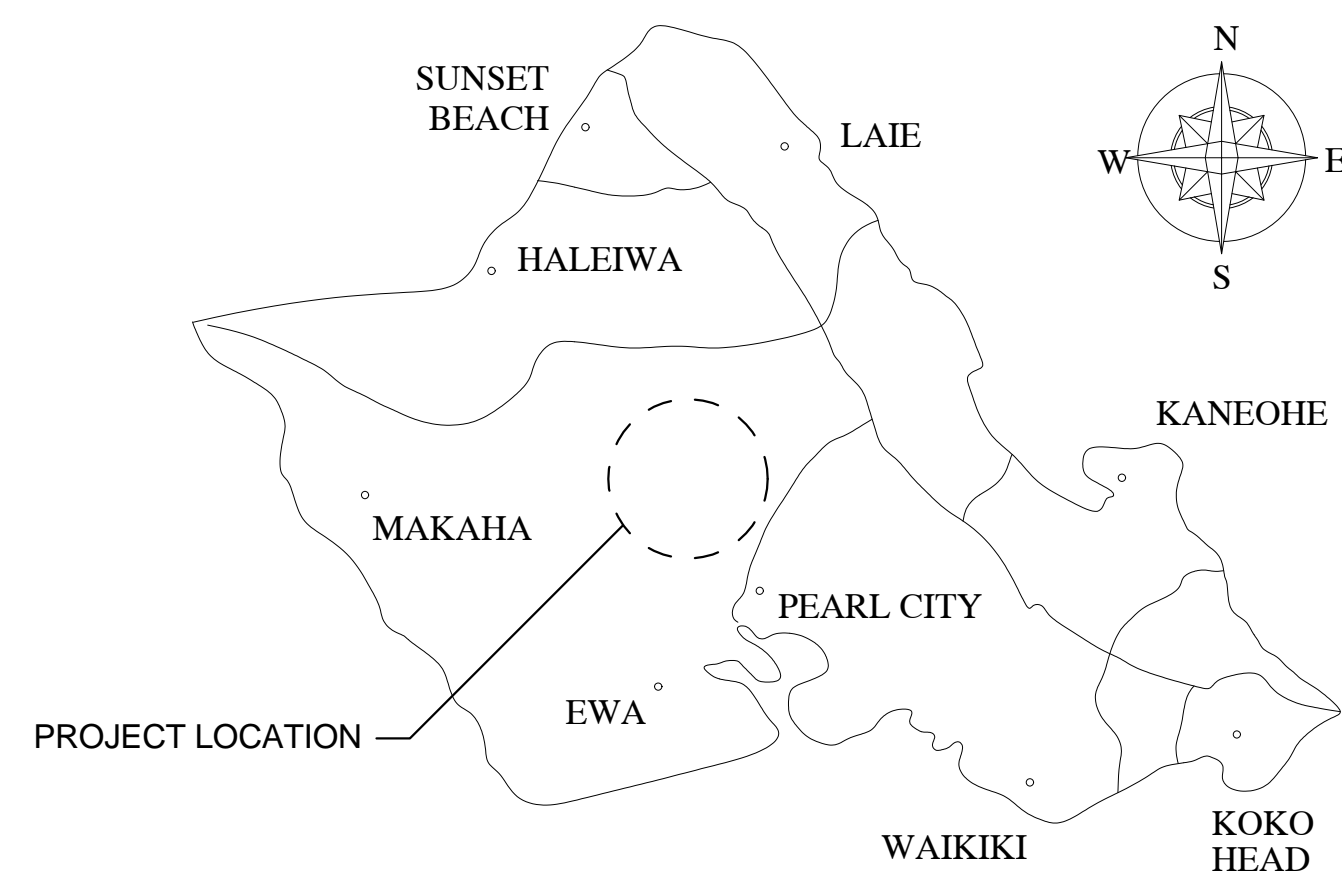 N
SUNSET
BEACH
LAIE
W
E
HALEIWA
S
KANEOHE
MAKAHA
PEARL CITY
EWA
PROJECT LOCATION
WAIKIKI
KOKO
HEAD